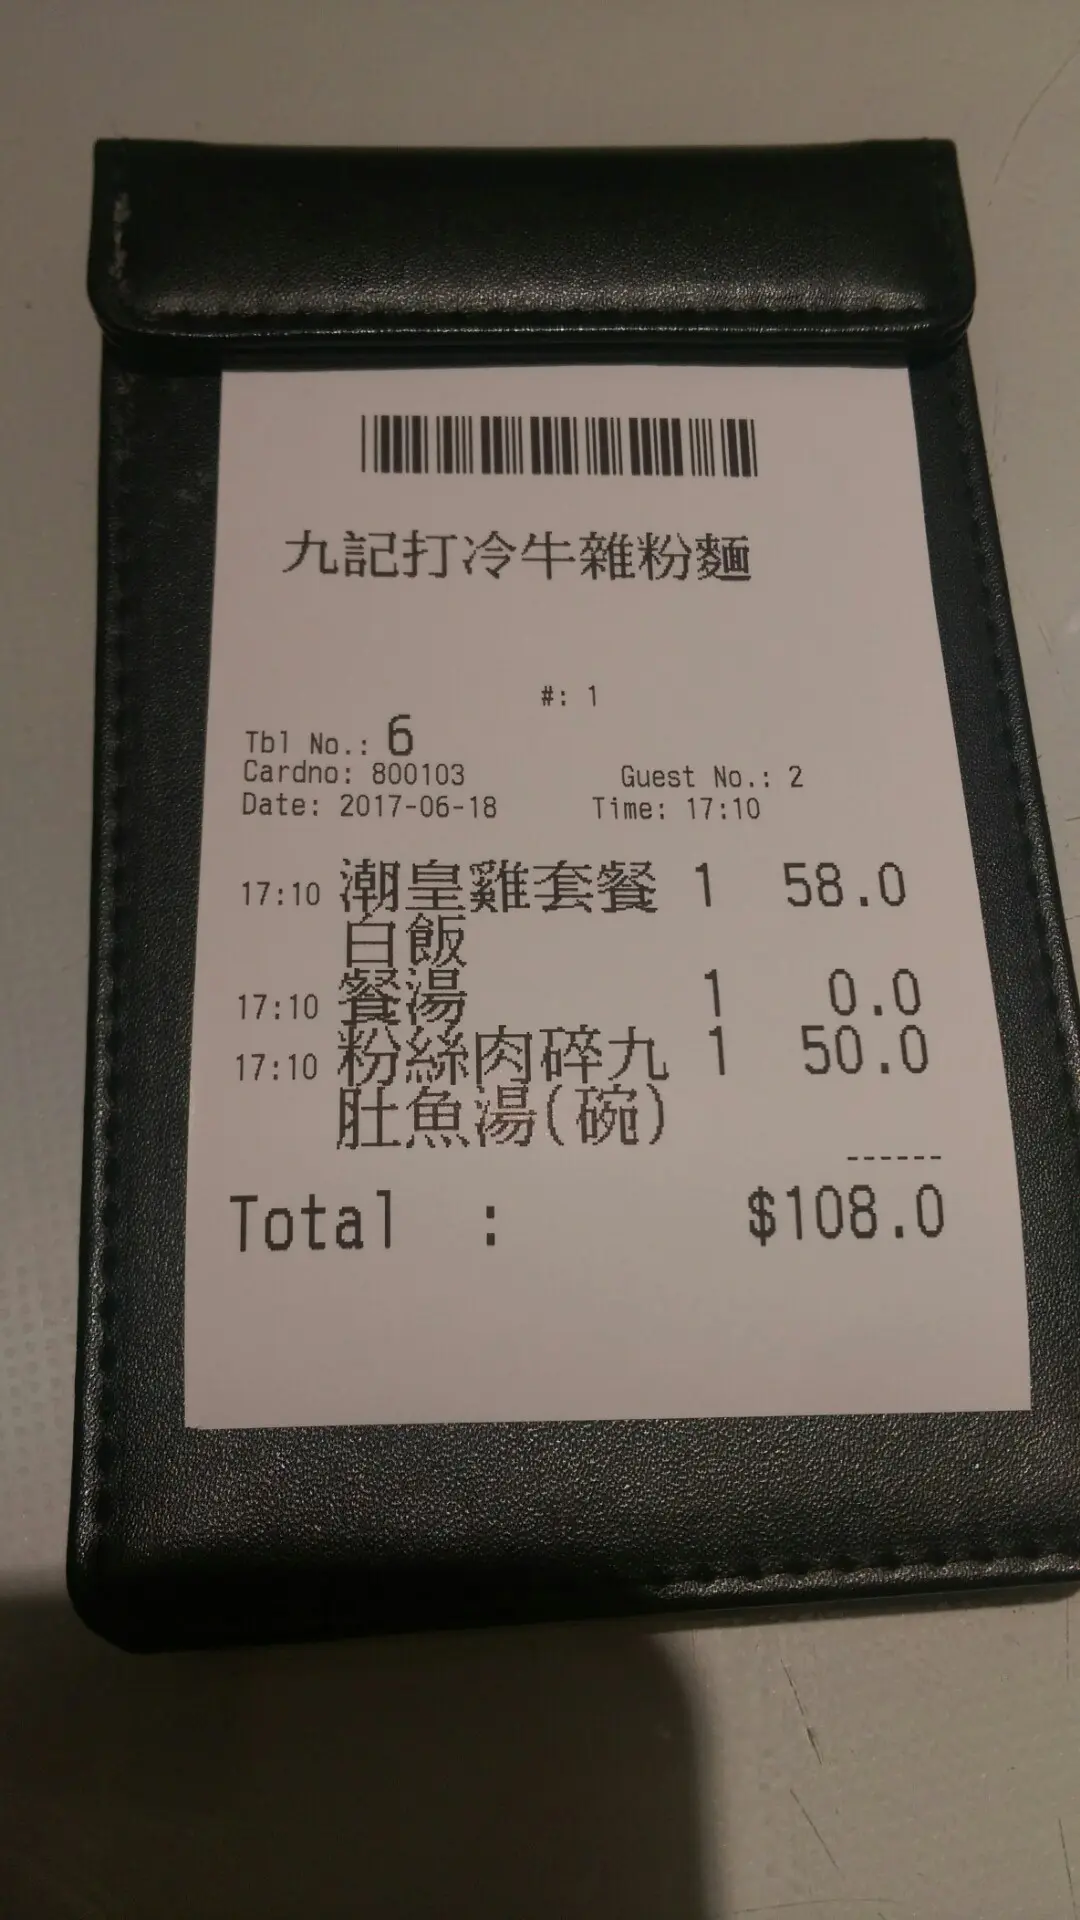 九記打冷牛雜粉麵
#: 1
Tbl No.: 6
Cardno: 800103 Guest No.: 2
Date: 2017-06-18 Time: 17:10
17:10 潮皇雞套餐 1 58.0
白飯
17:10 餐湯 1 0.0
17:10 粉絲肉碎九 1 50.0
肚魚湯(碗)
------
Total : $108.0